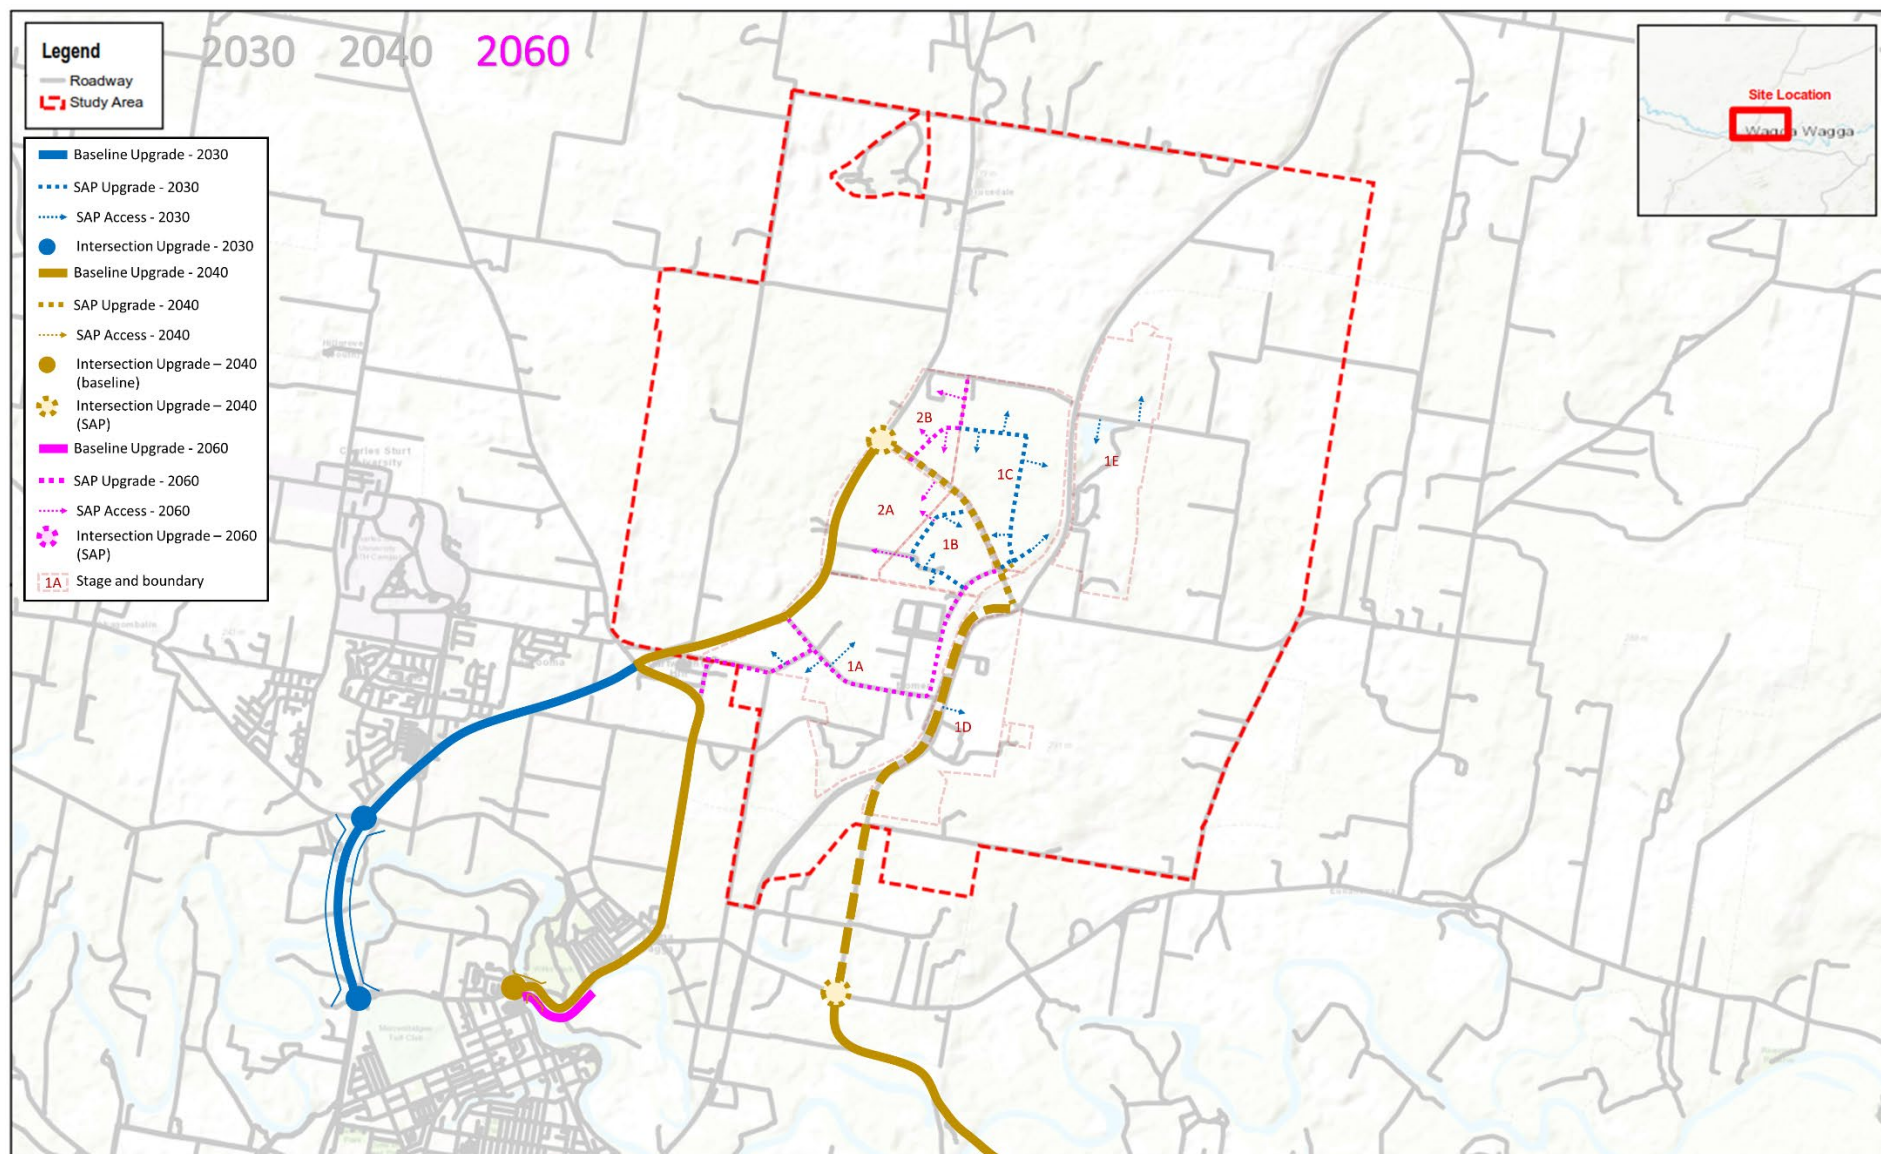 Legend
Roadway
Study Area
2030 2040 2060
Baseline Upgrade - 2030
SAP Upgrade - 2030
SAP Access - 2030
Intersection Upgrade - 2030
Baseline Upgrade - 2040
SAP Upgrade - 2040
SAP Access - 2040
Intersection Upgrade – 2040
(baseline)
Intersection Upgrade – 2040
(SAP)
Baseline Upgrade - 2060
SAP Upgrade - 2060
SAP Access - 2060
Intersection Upgrade – 2060
(SAP)
1A Stage and boundary
Site Location
Wagga Wagga
Charles Sturt
University
2B
1C
1E
2A
1B
1A
1D